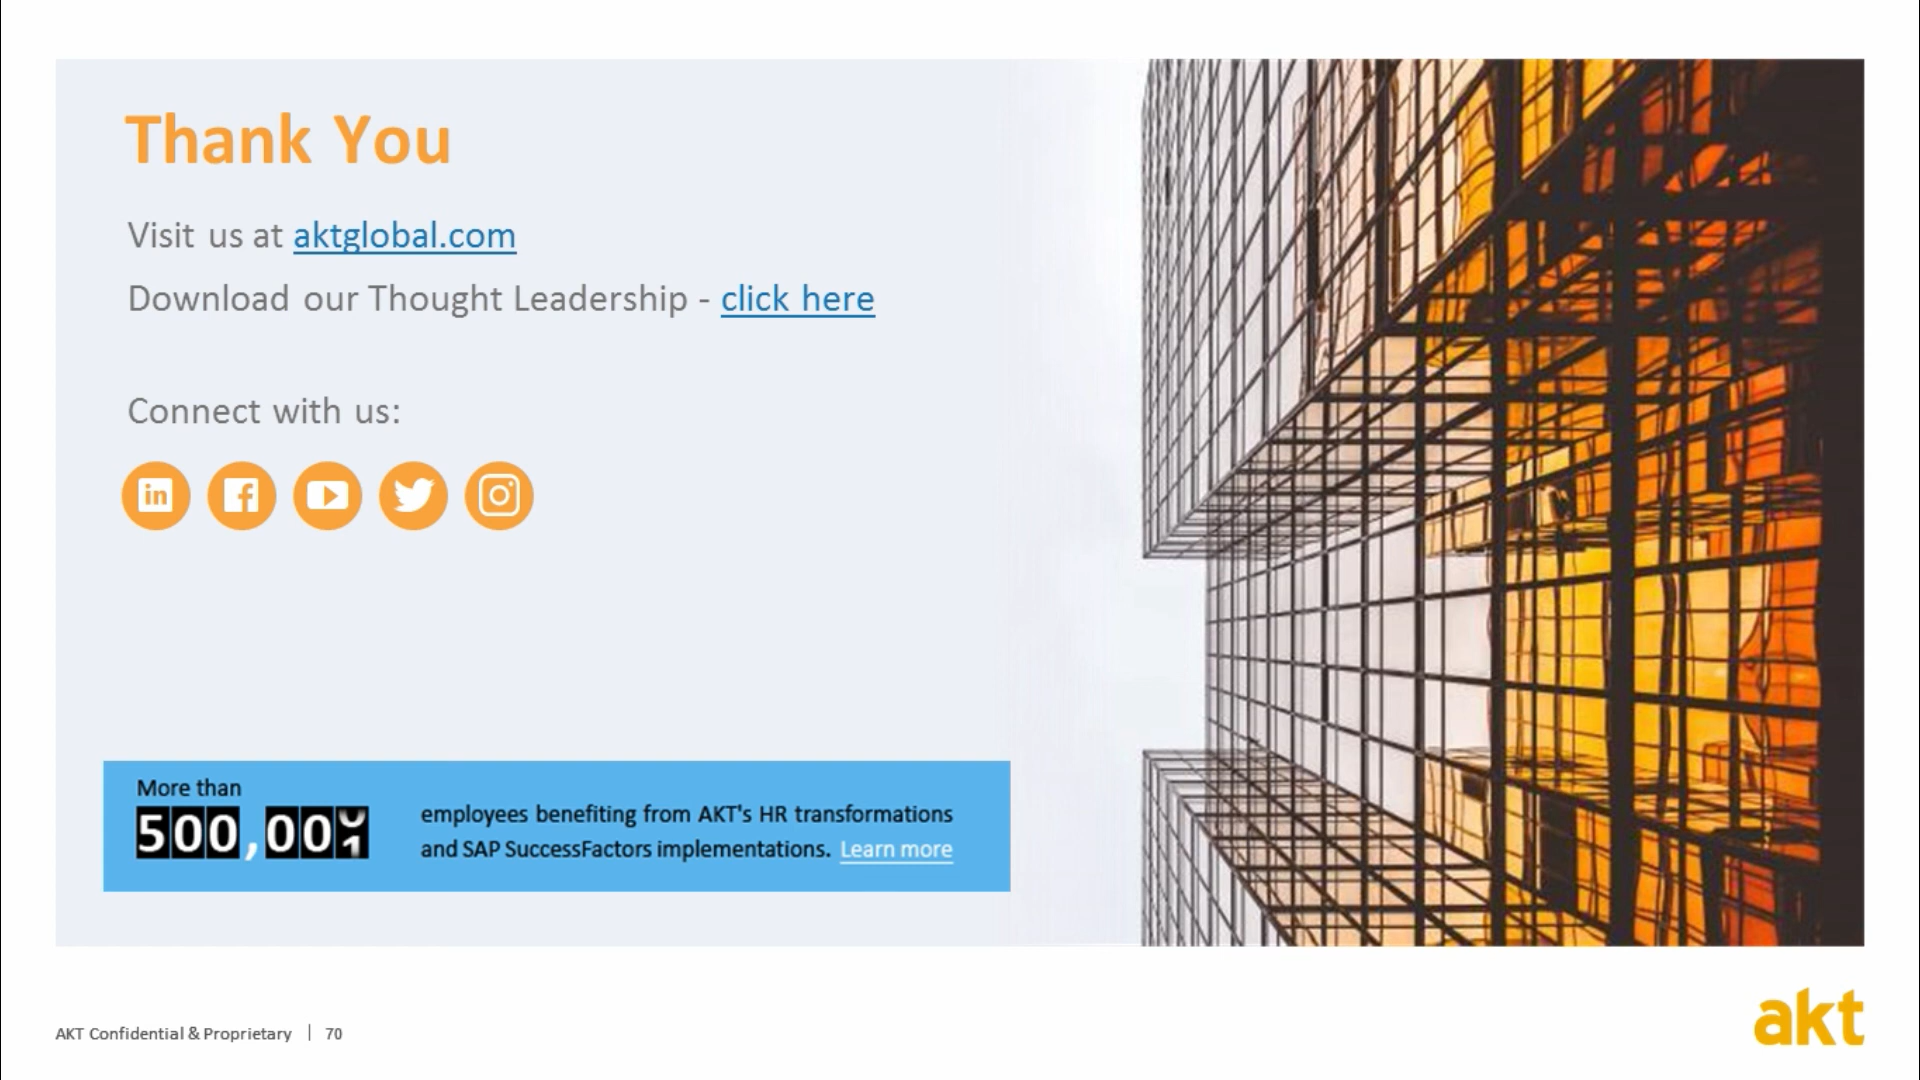 Thank You
Visit us at aktglobal.com
Download our Thought Leadership - click here
Connect with us:
More than
500,00
employees benefiting from AKT's HR transformations
and SAP SuccessFactors implementations. Learn more
AKT Confidential & Proprietary | 70
akt